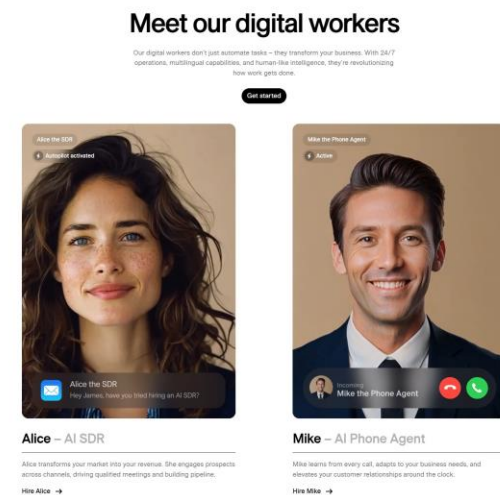 Meet our digital workers
Our digital workers don't just automate tasks – they transform your business. With 24/7
operations, multilingual capabilities, and human-like intelligence, they're revolutionizing
how work gets done.
Get started
Alice the SDR
Autopilot activated
Alice the SDR
Hey James, have you tried hiring an AI SDR?
Alice – AI SDR
Alice transforms your market into your revenue. She engages prospects
across channels, driving qualified meetings and building pipeline.
Hire Alice →
Mike the Phone Agent
Active
Incoming
Mike the Phone Agent
Mike – AI Phone Agent
Mike learns from every call, adapts to your business needs, and
elevates your customer relationships around the clock.
Hire Mike →